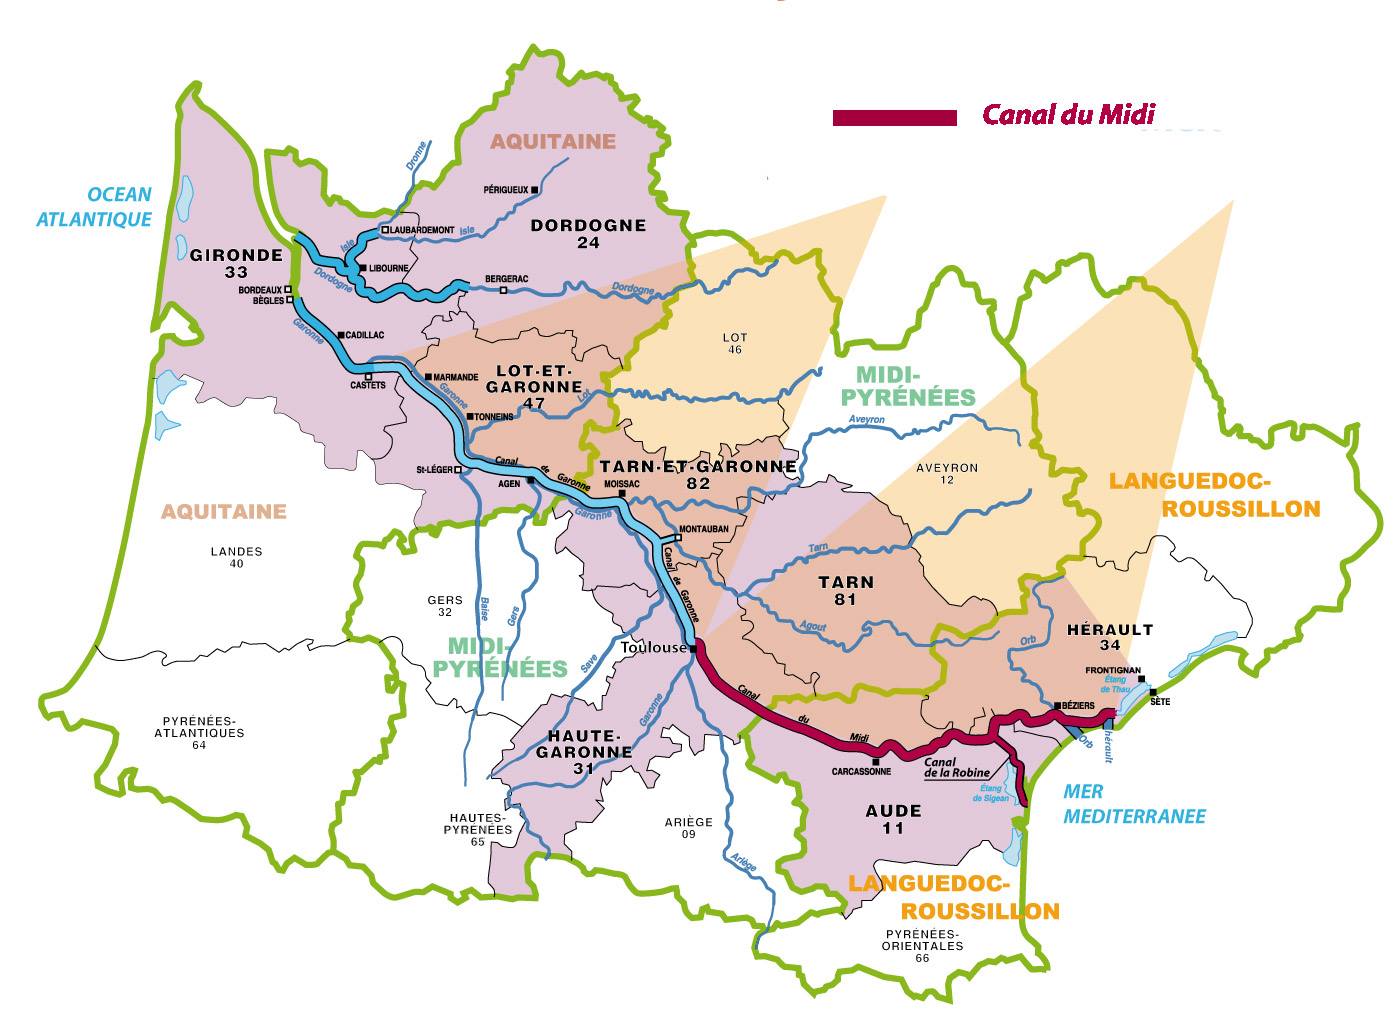 Canal du Midi
AQUITAINE
OCEAN
ATLANTIQUE
Dronne
PÉRIGUEUX
DORDOGNE
24
LAUBARDEMONT
Isle
Isle
GIRONDE
33
LIBOURNE
Dordogne
BERGERAC
Dordogne
BORDEAUX
BÈGLES
Garonne
CADILLAC
CASTETS
LOT
46
MARMANDE
Garonne
LOT-ET-
GARONNE
47
Lot
TONNEINS
MIDI-
PYRÉNÉES
Aveyron
St-LÉGER
AGEN
Canal
de
Garonne
TARN-ET-GARONNE
82
MOISSAC
Garonne
AVEYRON
12
LANGUEDOC-
ROUSSILLON
AQUITAINE
LANDES
40
MONTAUBAN
Canal de Garonne
Tarn
TARN
81
Agout
GERS
32
Baïse
Gers
MIDI-
PYRÉNÉES
Save
Toulouse
Garonne
Orb
HÉRAULT
34
FRONTIGNAN
Étang
de Thau
SÈTE
BÉZIERS
Orb
hérault
PYRÉNÉES-
ATLANTIQUES
64
HAUTE-
GARONNE
31
Canal
du
Midi
CARCASSONNE
Canal
de la Robine
Étang
de Sigean
MER
MEDITERRANEE
AUDE
11
HAUTES-
PYRÉNÉES
65
ARIÈGE
09
Ariège
LANGUEDOC-
ROUSSILLON
PYRÉNÉES-
ORIENTALES
66